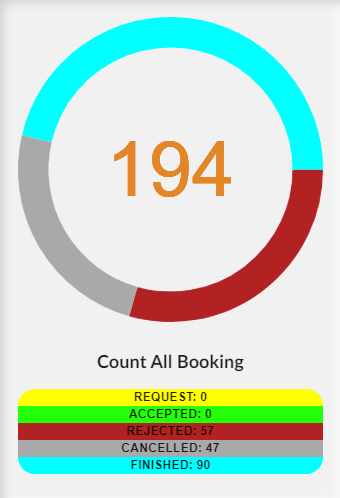 194
Count All Booking
REQUEST: 0
ACCEPTED: 0
REJECTED: 57
CANCELLED: 47
FINISHED: 90